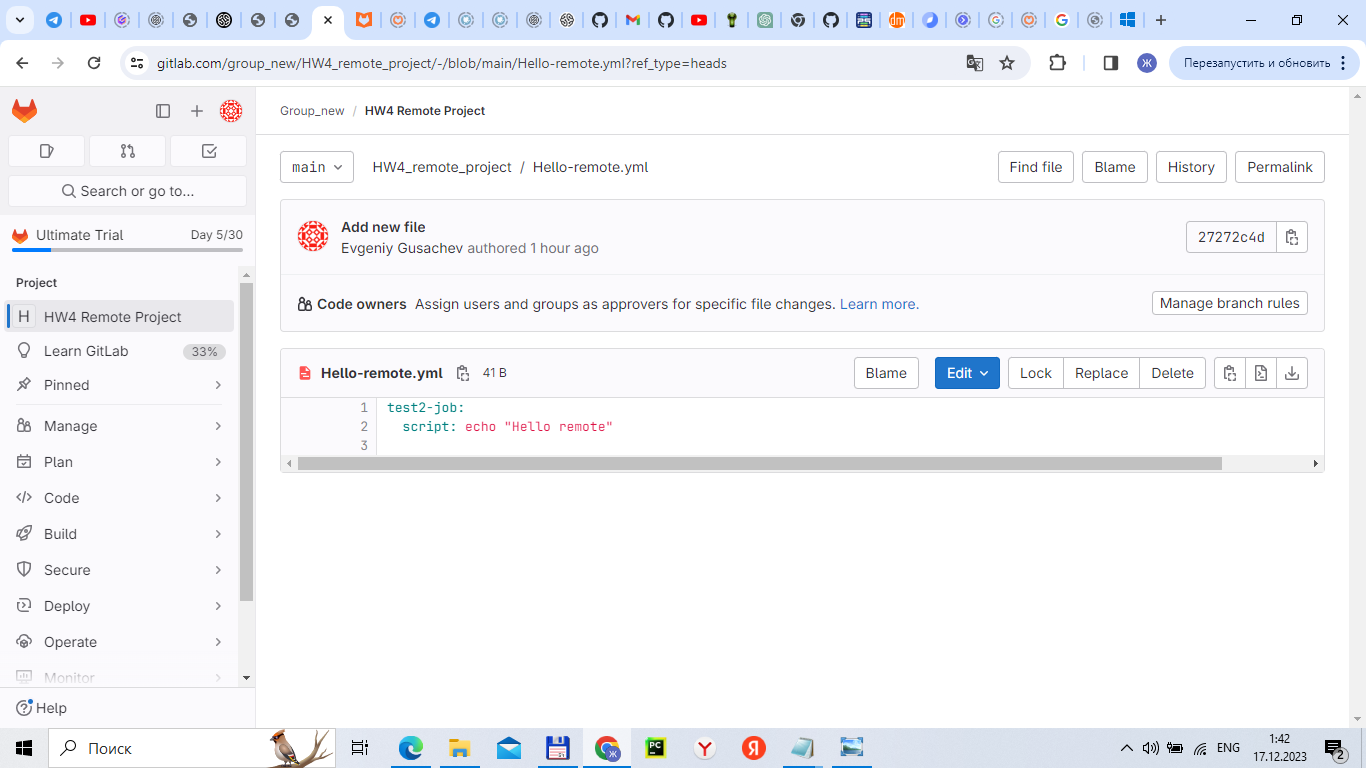 dm
G
gitlab.com/group_new/HW4_remote_project/-/blob/main/Hello-remote.yml?ref_type=heads
Ж
Перезапустить и обновить
Group_new / HW4 Remote Project
main
HW4_remote_project / Hello-remote.yml
Find file
Blame
History
Permalink
Search or go to...
Add new file
Evgeniy Gusachev authored 1 hour ago
27272c4d
Ultimate Trial
Day 5/30
Project
H HW4 Remote Project
Learn GitLab
33%
Pinned
Manage
Plan
Code
Build
Secure
Deploy
Operate
Monitor
Help
Code owners Assign users and groups as approvers for specific file changes. Learn more.
Manage branch rules
Hello-remote.yml
41 B
Blame
Edit
Lock
Replace
Delete
1 test2-job:
2 script: echo "Hello remote"
3
Поиск
Ж
PC
Y
Я
ENG
1:42
17.12.2023
2